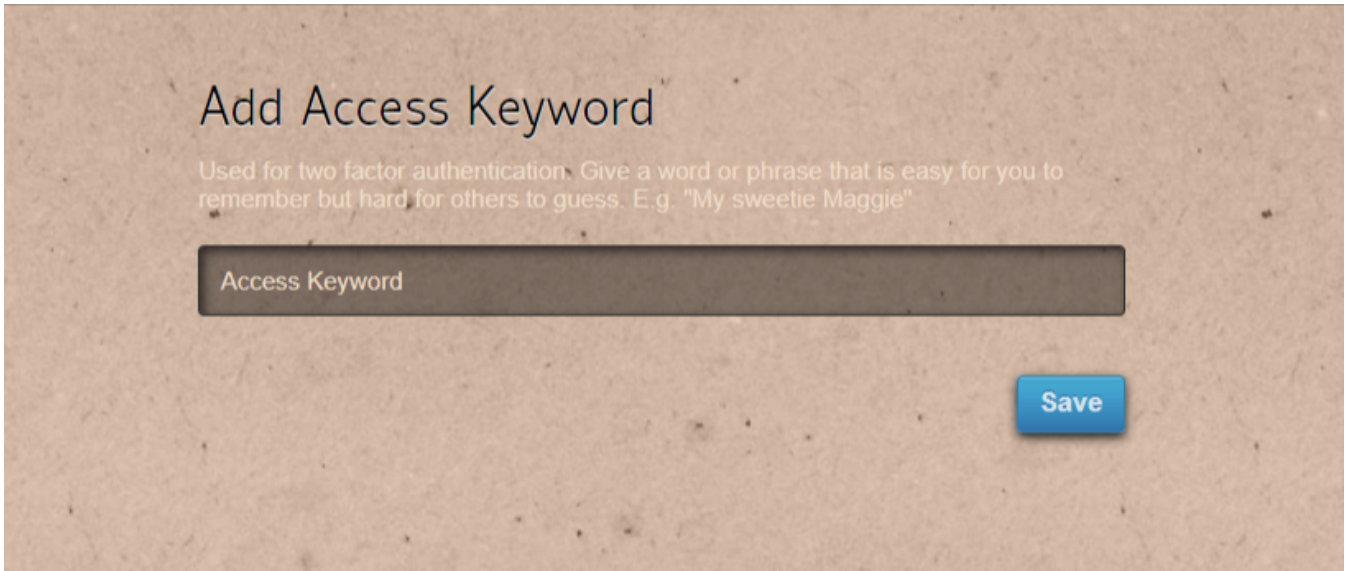 Add Access Keyword
Used for two factor authentication. Give a word or phrase that is easy for you to
remember but hard for others to guess. E.g. "My sweetie Maggie"
Access Keyword
Save